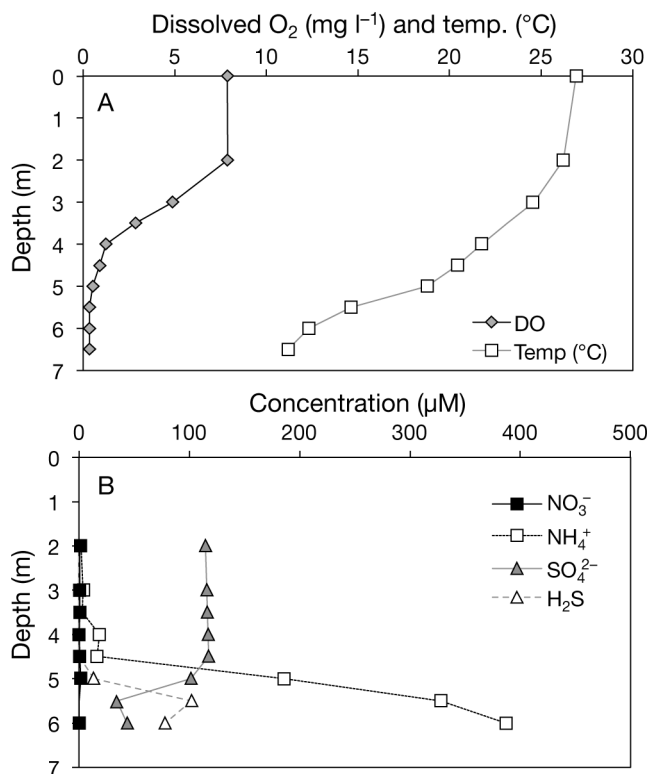 Dissolved O₂ (mg l⁻¹) and temp. (°C)
0 5 10 15 20 25 30
A
0
1
2
3
4
5
6
7
Depth (m)
DO
Temp (°C)
Concentration (µM)
0 100 200 300 400 500
B
0
1
2
3
4
5
6
7
Depth (m)
NO₃⁻
NH₄⁺
SO₄²⁻
H₂S